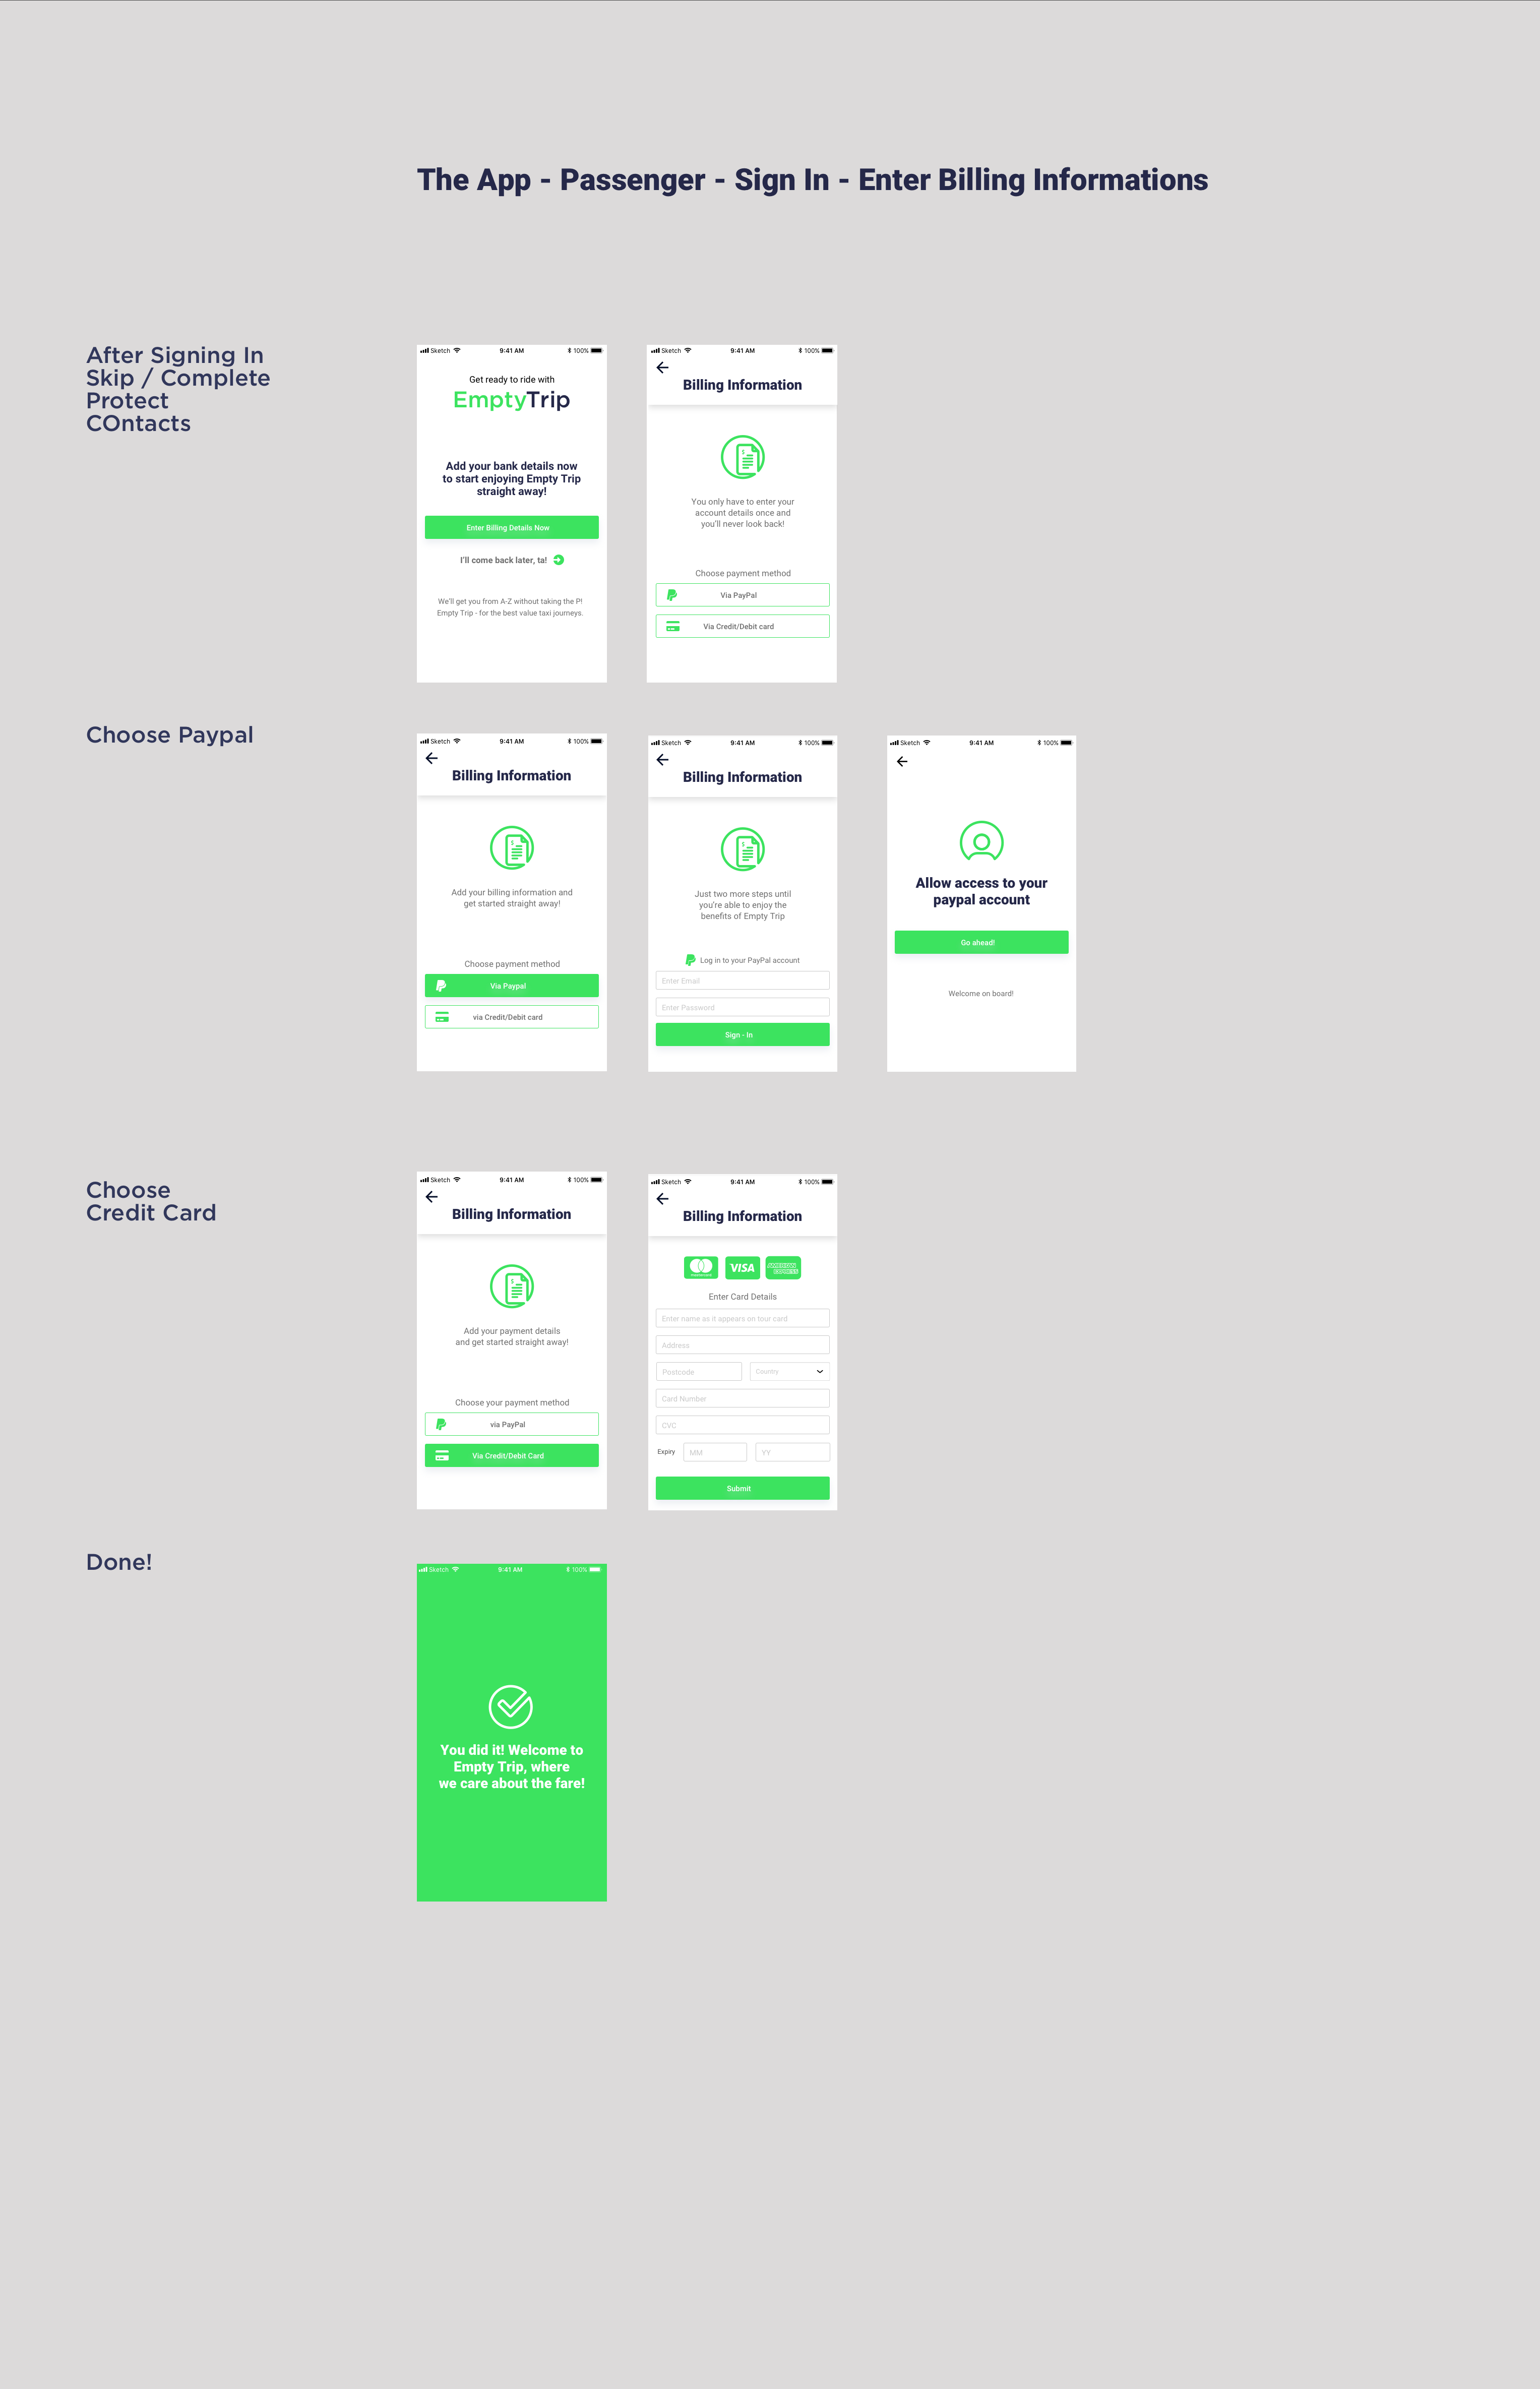 The App - Passenger - Sign In - Enter Billing Informations
After Signing In
Skip / Complete
Protect
COntacts
Sketch 9:41 AM 100%
Get ready to ride with
EmptyTrip
Add your bank details now
to start enjoying Empty Trip
straight away!
Enter Billing Details Now
I'll come back later, ta!
We'll get you from A-Z without taking the P!
Empty Trip - for the best value taxi journeys.
Sketch 9:41 AM 100%
Billing Information
$
You only have to enter your
account details once and
you'll never look back!
Choose payment method
Via PayPal
Via Credit/Debit card
Choose Paypal
Sketch 9:41 AM 100%
Billing Information
$
Add your billing information and
get started straight away!
Choose payment method
Via Paypal
via Credit/Debit card
Sketch 9:41 AM 100%
Billing Information
$
Just two more steps until
you're able to enjoy the
benefits of Empty Trip
Log in to your PayPal account
Enter Email
Enter Password
Sign - In
Sketch 9:41 AM 100%
Allow access to your
paypal account
Go ahead!
Welcome on board!
Choose
Credit Card
Sketch 9:41 AM 100%
Billing Information
$
Add your payment details
and get started straight away!
Choose your payment method
via PayPal
Via Credit/Debit Card
Sketch 9:41 AM 100%
Billing Information
VISA
AMERICAN
EXPRESS
Enter Card Details
Enter name as it appears on tour card
Address
Postcode Country
Card Number
CVC
Expiry MM YY
Submit
Done!
Sketch 9:41 AM 100%
You did it! Welcome to
Empty Trip, where
we care about the fare!